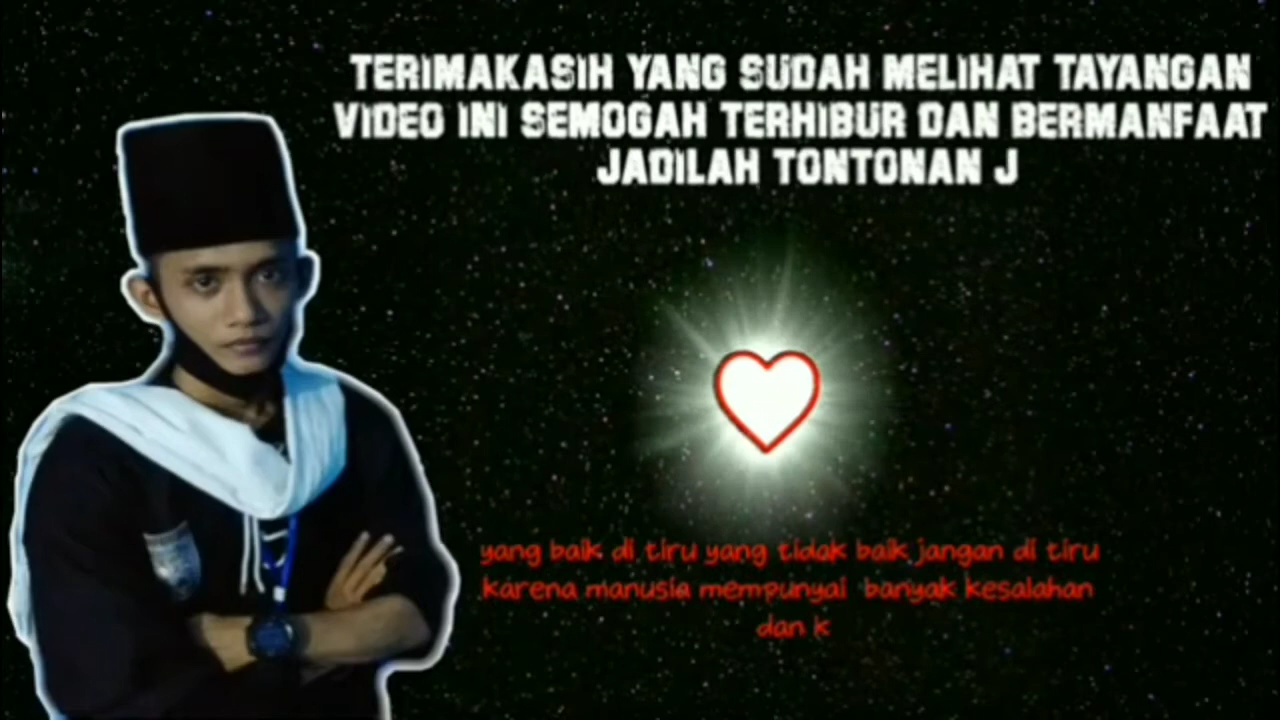 TERIMAKASIH YANG SUDAH MELIHAT TAYANGAN
VIDEO INI SEMOGAH TERHIBUR DAN BERMANFAAT
JADILAH TONTONAN J
yang baik di tiru yang tidak baik jangan di tiru
karena manusia mempunyai banyak kesalahan
dan k